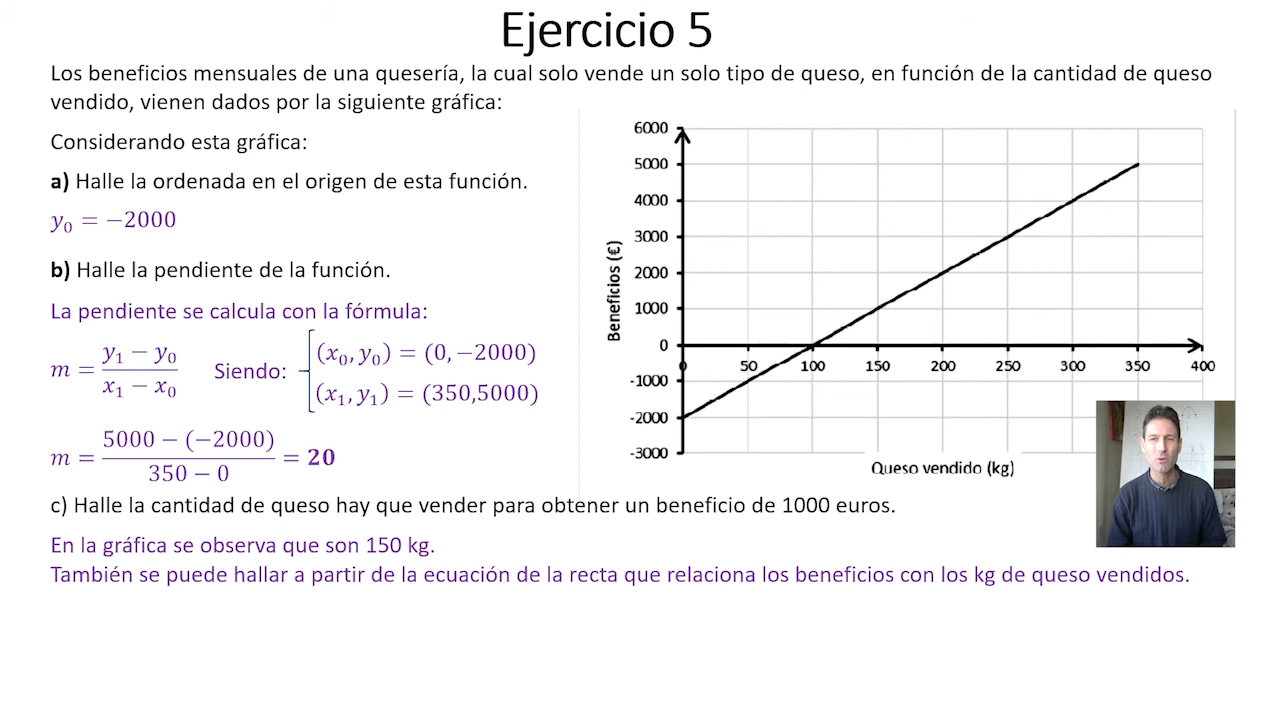 Ejercicio 5
Los beneficios mensuales de una quesería, la cual solo vende un solo tipo de queso, en función de la cantidad de queso
vendido, vienen dados por la siguiente gráfica:
Considerando esta gráfica:
a) Halle la ordenada en el origen de esta función.
y₀ = −2000
b) Halle la pendiente de la función.
La pendiente se calcula con la fórmula:
m = (y₁ − y₀)/(x₁ − x₀) Siendo: { (x₀, y₀) = (0, −2000)
(x₁, y₁) = (350,5000)
m = (5000 − (−2000))/(350 − 0) = 20
6000
5000
4000
3000
2000
1000
0
-1000
-2000
-3000
Beneficios (€)
0 50 100 150 200 250 300 350 400
Queso vendido (kg)
c) Halle la cantidad de queso hay que vender para obtener un beneficio de 1000 euros.
En la gráfica se observa que son 150 kg.
También se puede hallar a partir de la ecuación de la recta que relaciona los beneficios con los kg de queso vendidos.